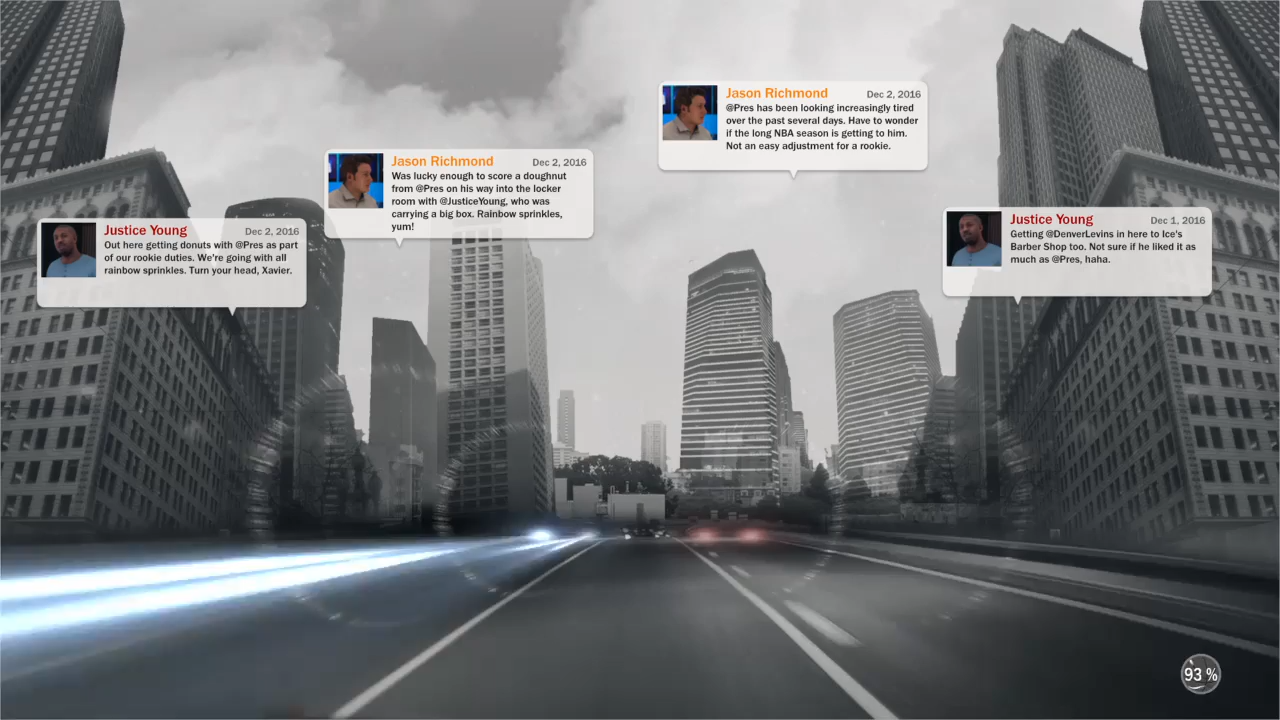 Justice Young Dec 2, 2016
Out here getting donuts with @Pres as part
of our rookie duties. We're going with all
rainbow sprinkles. Turn your head, Xavier.
Jason Richmond Dec 2, 2016
Was lucky enough to score a doughnut
from @Pres on his way into the locker
room with @JusticeYoung, who was
carrying a big box. Rainbow sprinkles,
yum!
Jason Richmond Dec 2, 2016
@Pres has been looking increasingly tired
over the past several days. Have to wonder
if the long NBA season is getting to him.
Not an easy adjustment for a rookie.
Justice Young Dec 1, 2016
Getting @DenverLevins in here to Ice's
Barber Shop too. Not sure if he liked it as
much as @Pres, haha.
93 %